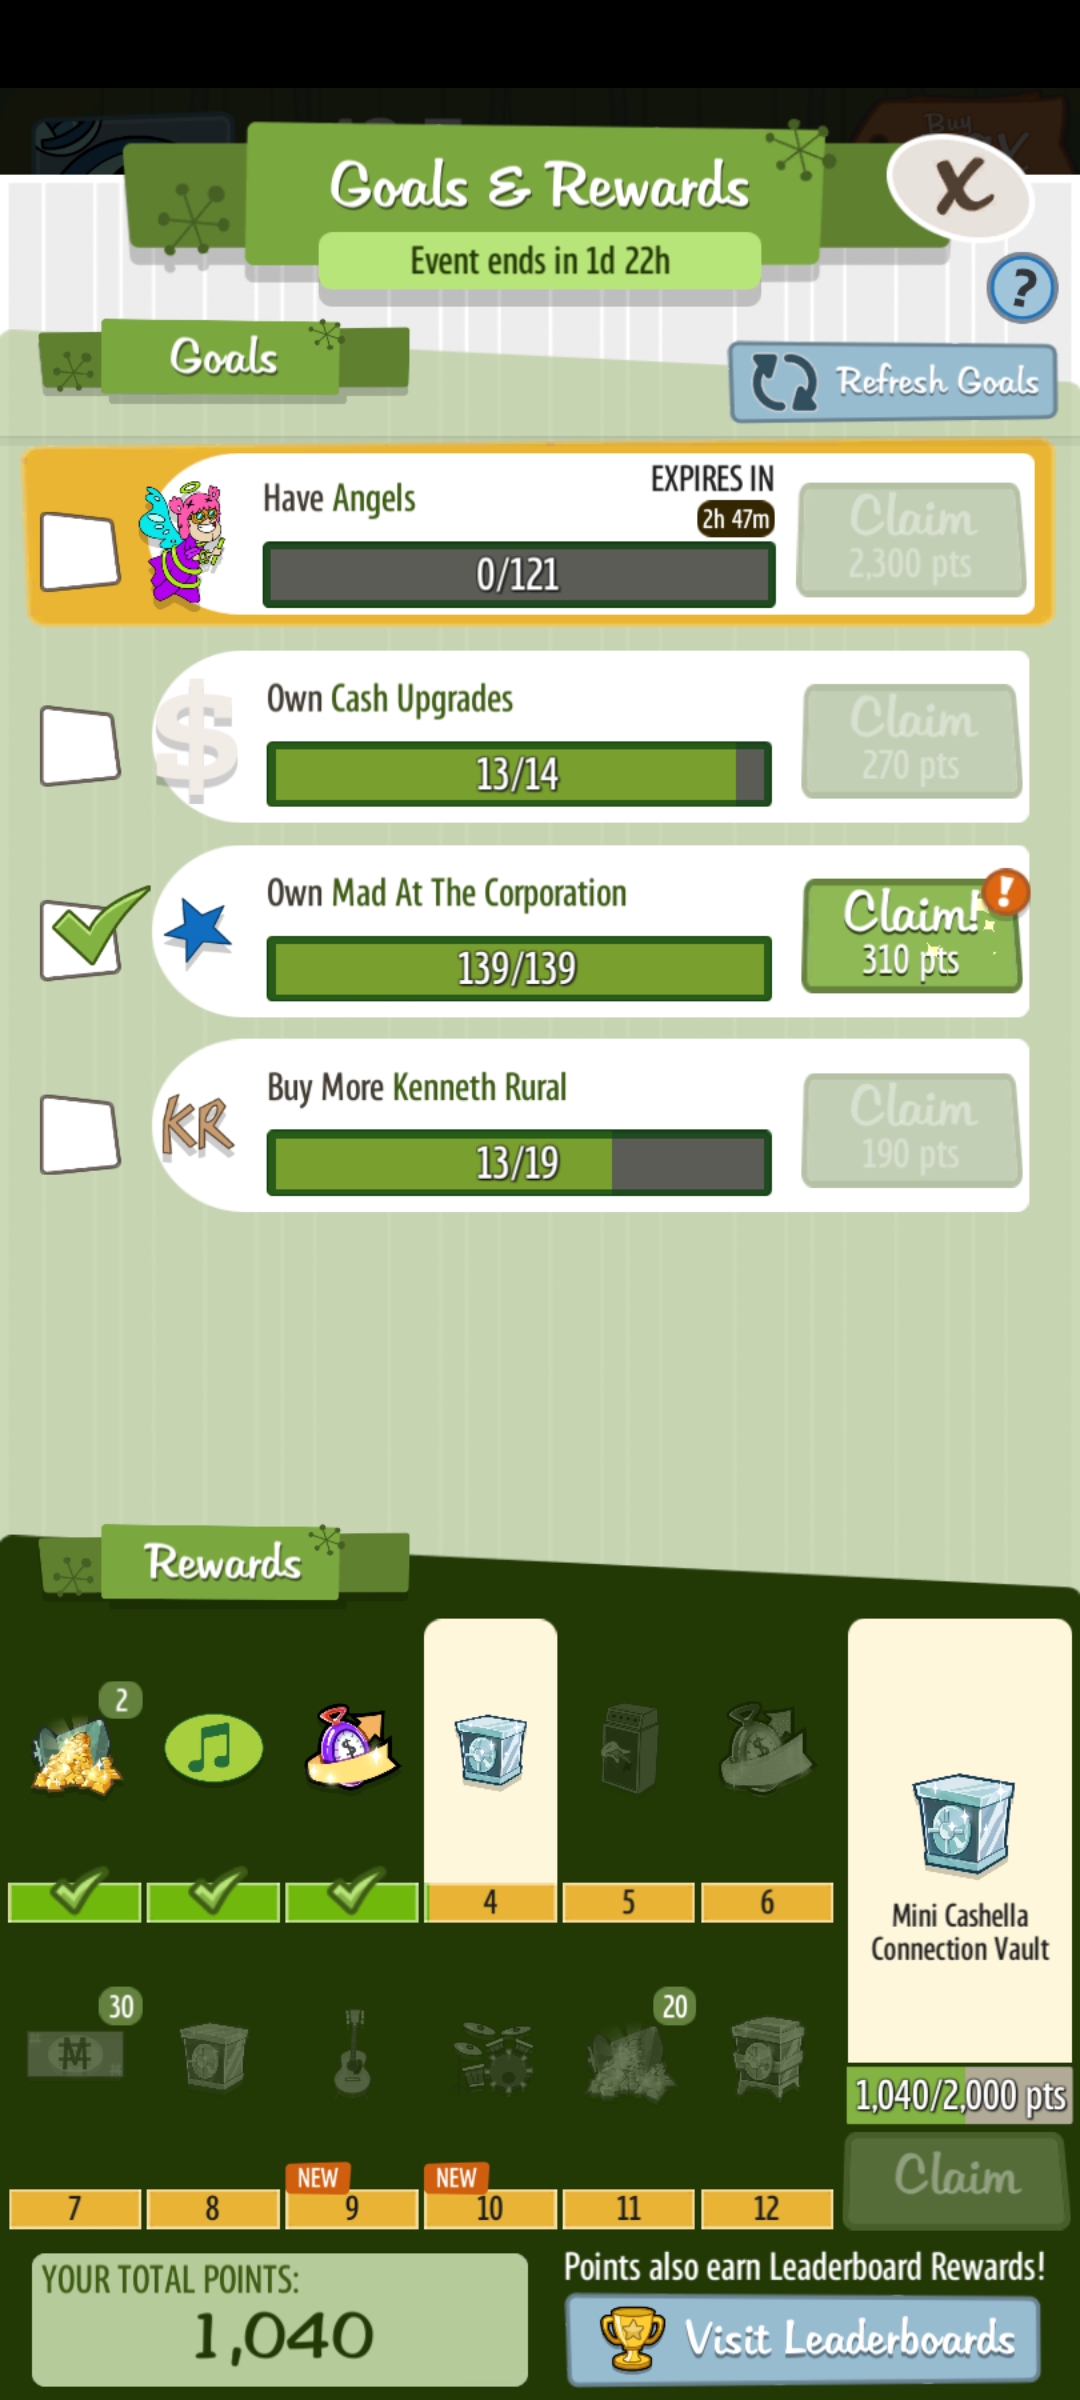 Buy
Goals & Rewards
X
Event ends in 1d 22h
?
Goals
Refresh Goals
Have Angels
EXPIRES IN
2h 47m
0/121
Claim
2,300 pts
$
Own Cash Upgrades
13/14
Claim
270 pts
Own Mad At The Corporation
139/139
Claim!
!
310 pts
KR
Buy More Kenneth Rural
13/19
Claim
190 pts
Rewards
2
4
5
6
Mini Cashella
Connection Vault
30
20
1,040/2,000 pts
Claim
NEW
NEW
7
8
9
10
11
12
YOUR TOTAL POINTS:
1,040
Points also earn Leaderboard Rewards!
Visit Leaderboards